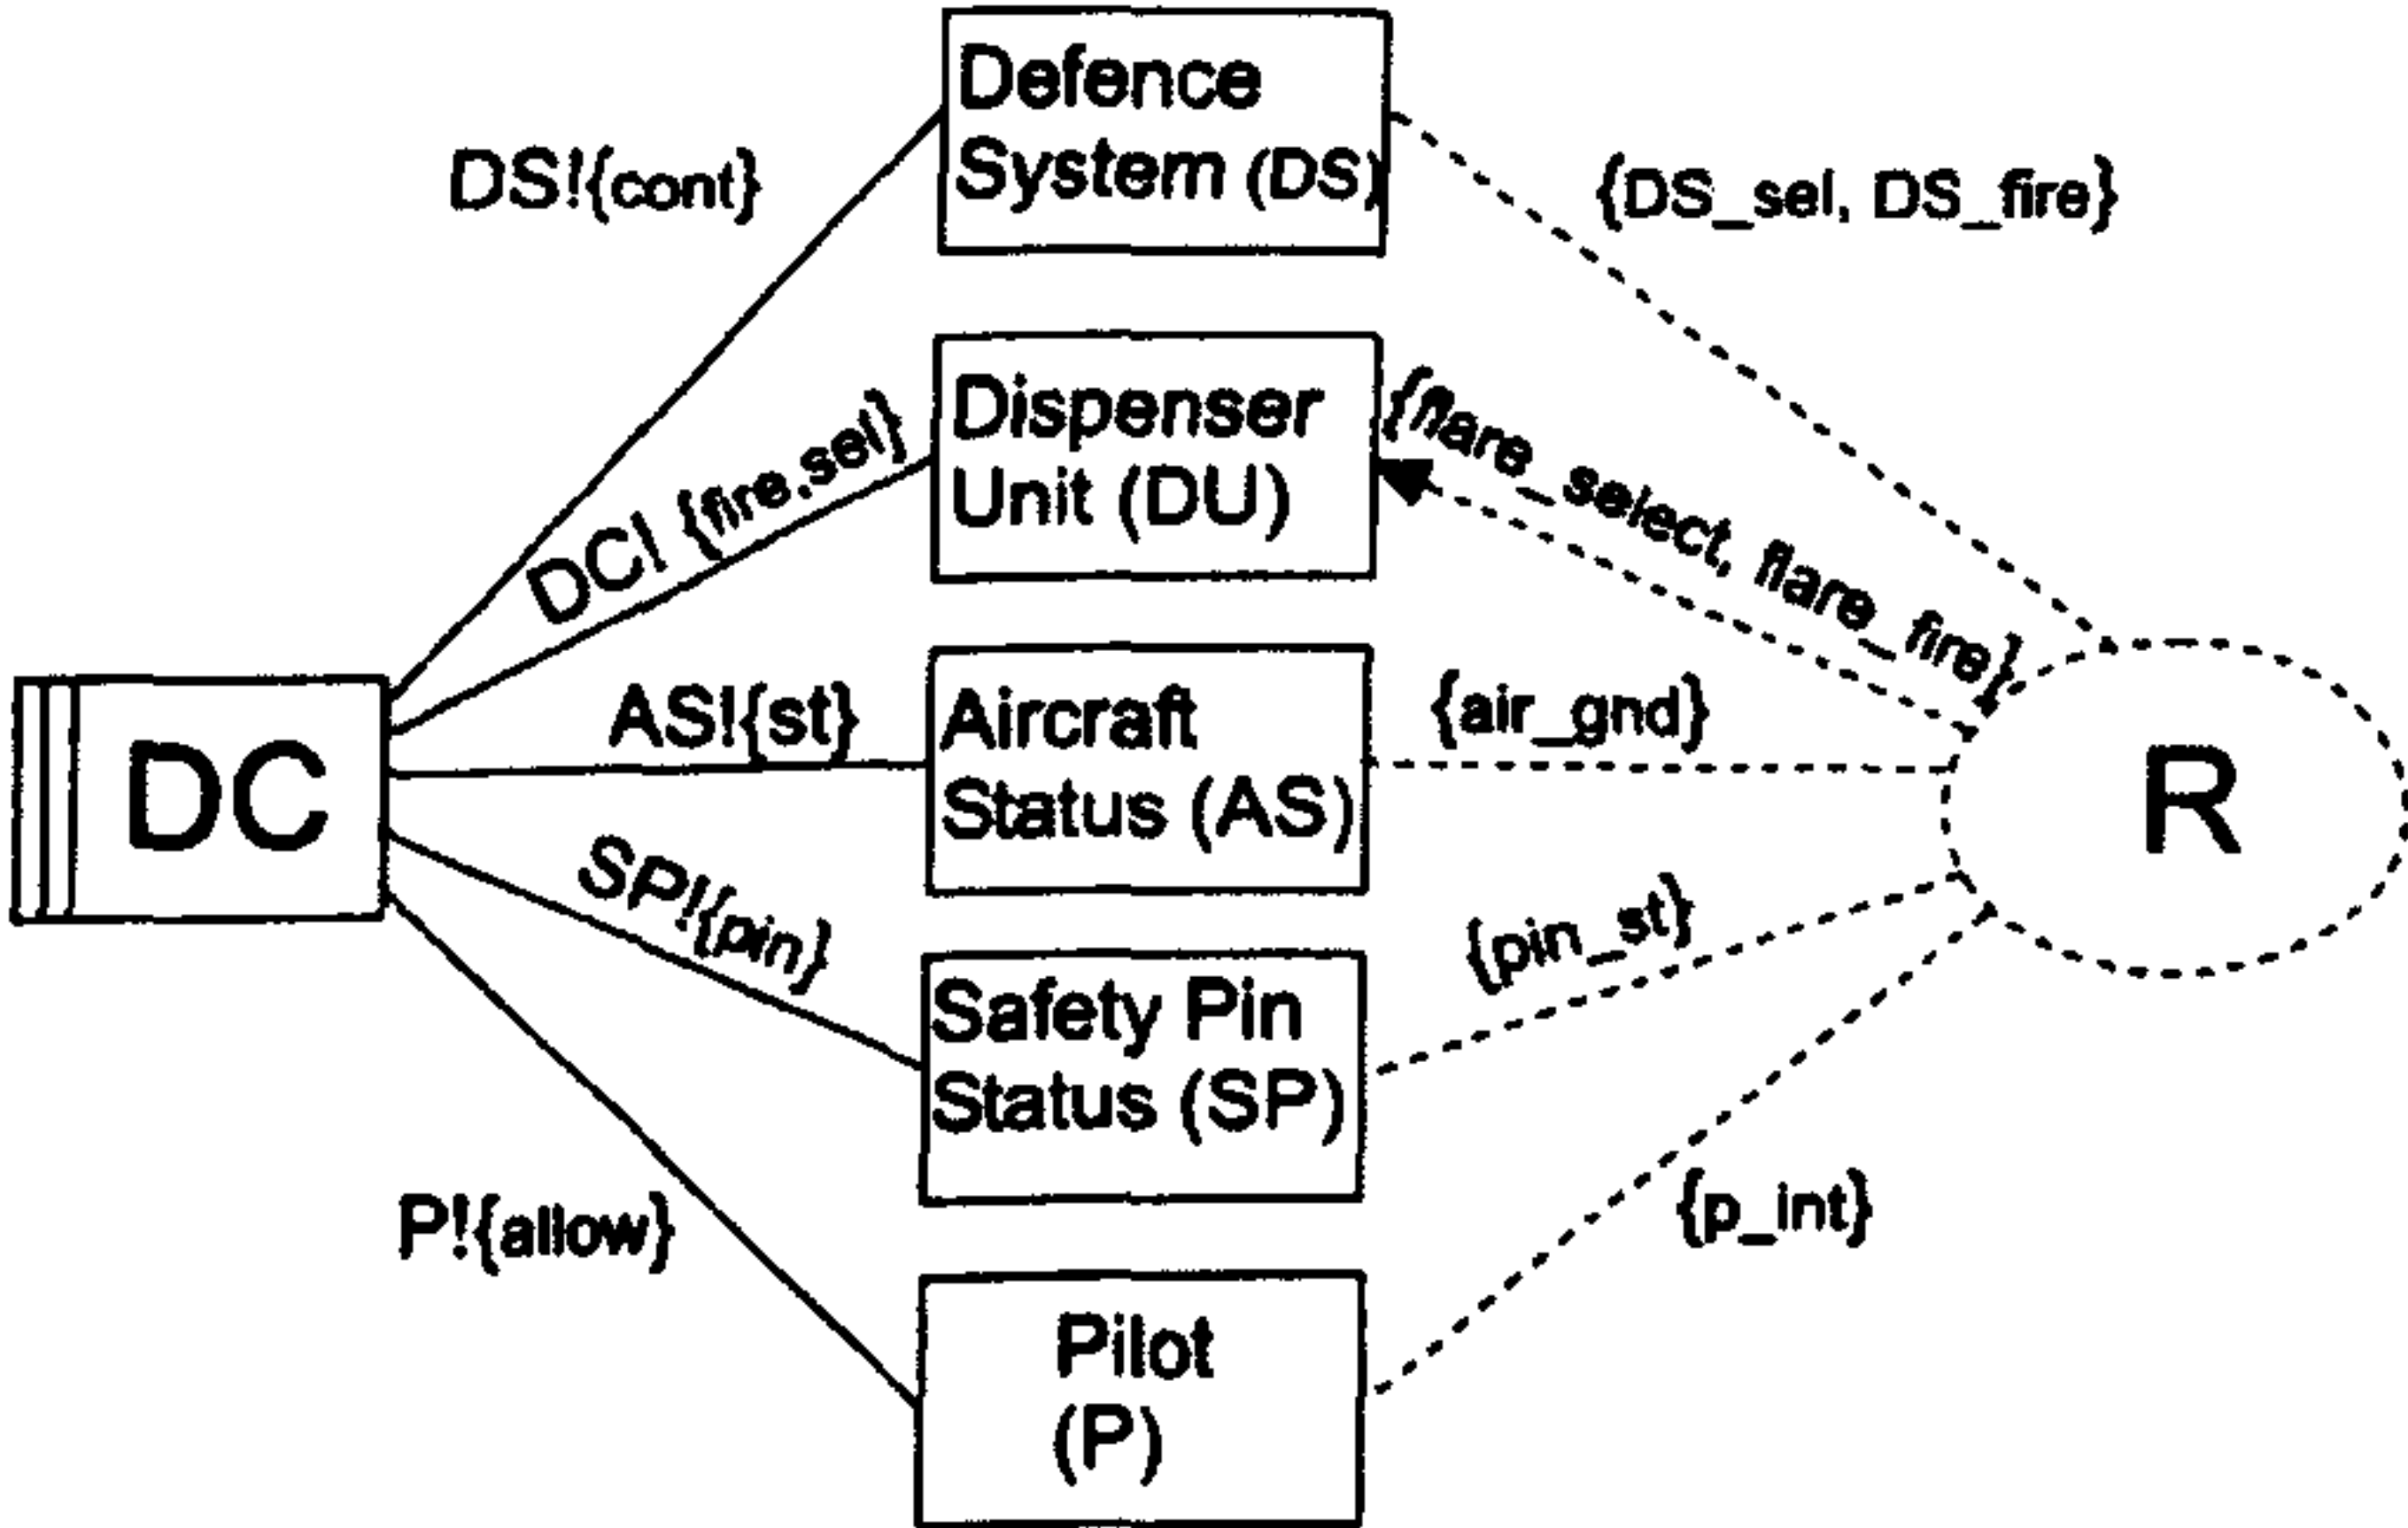 Defence
System (DS)
DS!{cont}
{DS_sel, DS_fire}
Dispenser
Unit (DU)
DC! {fire.sel}
{flare_select, flare_fire}
DC
AS!{st}
Aircraft
Status (AS)
{air_gnd}
R
SP!{pin}
Safety Pin
Status (SP)
{pin_st}
P!{allow}
{p_int}
Pilot
(P)